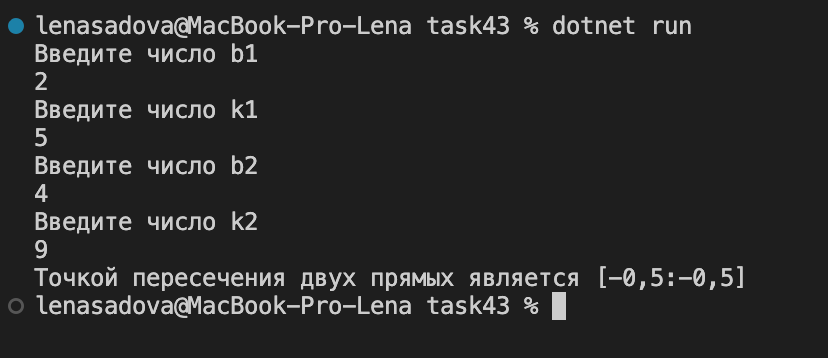 lenasadova@MacBook-Pro-Lena task43 % dotnet run
Введите число b1
2
Введите число k1
5
Введите число b2
4
Введите число k2
9
Точкой пересечения двух прямых является [-0,5:-0,5]
lenasadova@MacBook-Pro-Lena task43 %